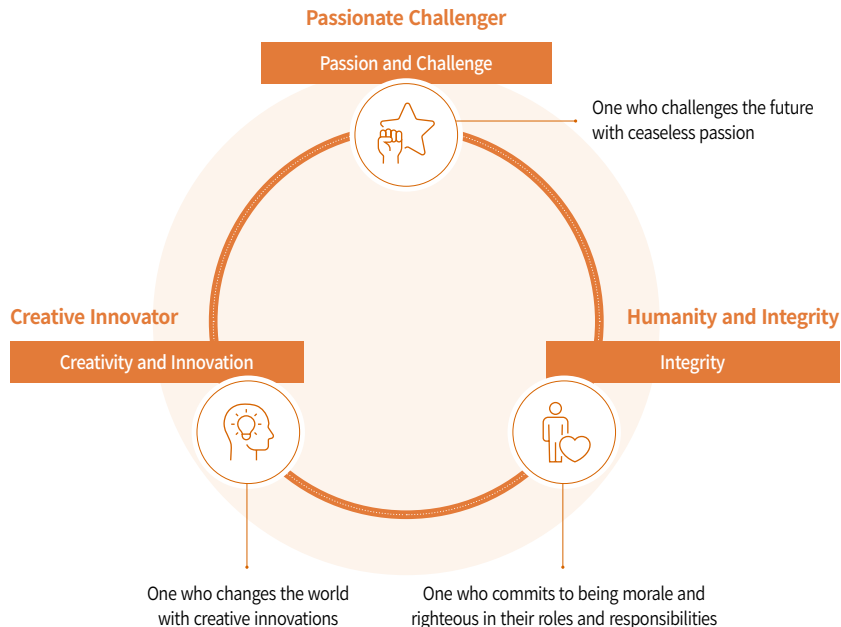 Passionate Challenger
Passion and Challenge
One who challenges the future
with ceaseless passion
Creative Innovator
Creativity and Innovation
Humanity and Integrity
Integrity
One who changes the world
with creative innovations
One who commits to being morale and
righteous in their roles and responsibilities